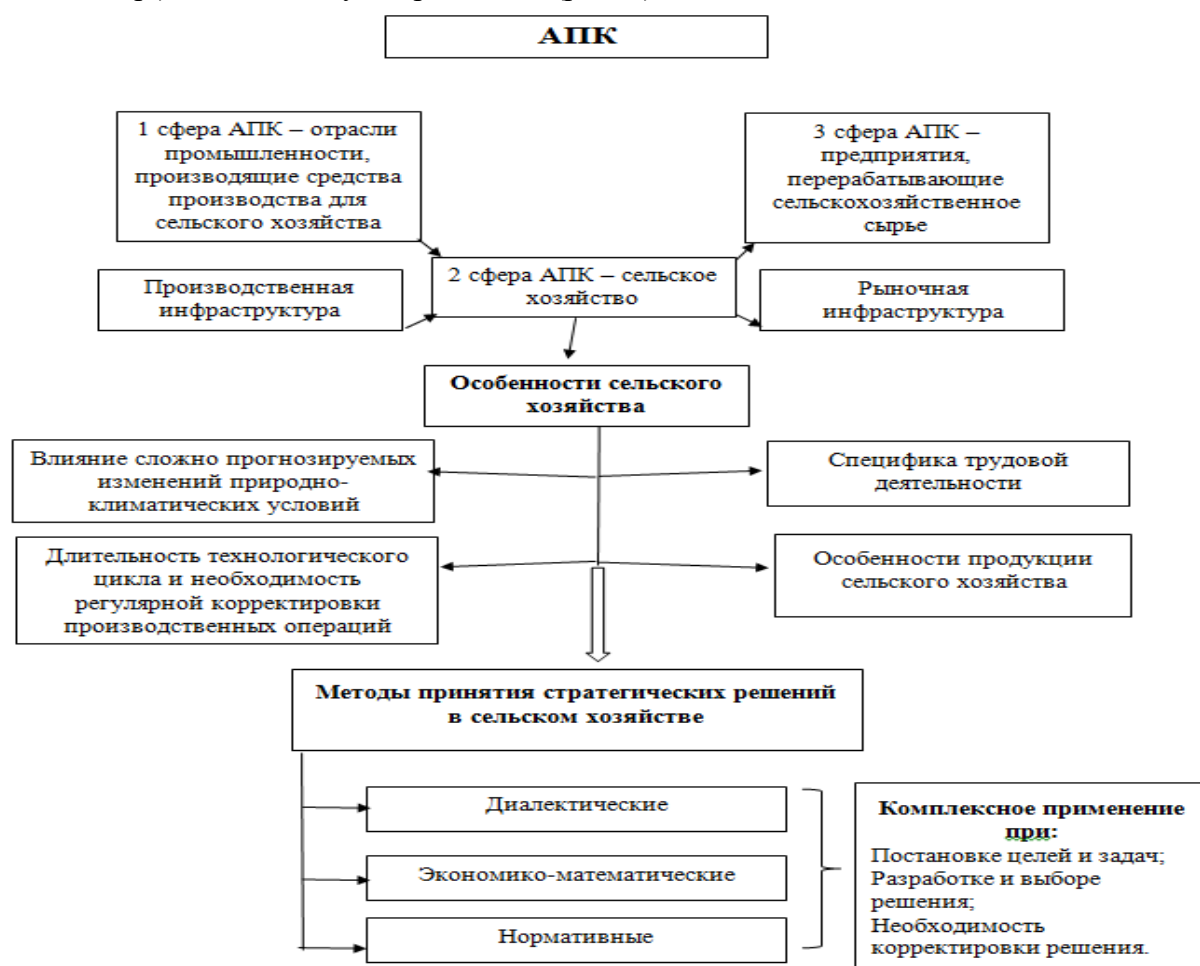 АПК
1 сфера АПК – отрасли
промышленности,
производящие средства
производства для
сельского хозяйства
3 сфера АПК –
предприятия,
перерабатывающие
сельскохозяйственное
сырье
Производственная
инфраструктура
2 сфера АПК – сельское
хозяйство
Рыночная
инфраструктура
Особенности сельского
хозяйства
Влияние сложно прогнозируемых
изменений природно-
климатических условий
Специфика трудовой
деятельности
Длительность технологического
цикла и необходимость
регулярной корректировки
производственных операций
Особенности продукции
сельского хозяйства
Методы принятия стратегических решений
в сельском хозяйстве
Диалектические
Экономико-математические
Нормативные
Комплексное применение
при:
Постановке целей и задач;
Разработке и выборе
решения;
Необходимость
корректировки решения.